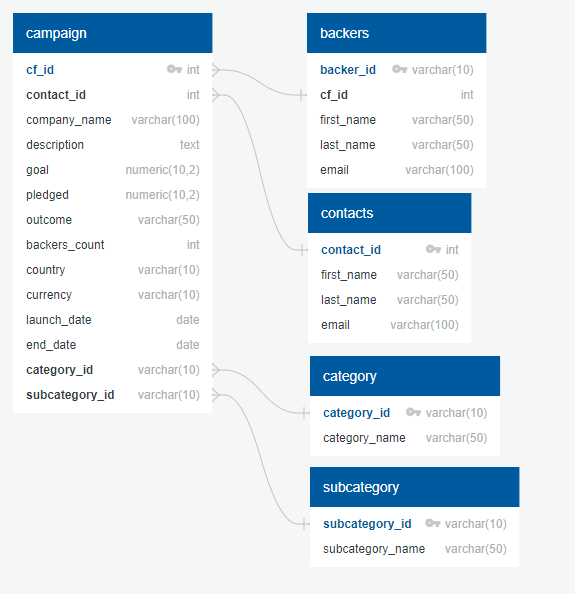 campaign
cf_id int
contact_id int
company_name varchar(100)
description text
goal numeric(10,2)
pledged numeric(10,2)
outcome varchar(50)
backers_count int
country varchar(10)
currency varchar(10)
launch_date date
end_date date
category_id varchar(10)
subcategory_id varchar(10)
backers
backer_id varchar(10)
cf_id int
first_name varchar(50)
last_name varchar(50)
email varchar(100)
contacts
contact_id int
first_name varchar(50)
last_name varchar(50)
email varchar(100)
category
category_id varchar(10)
category_name varchar(50)
subcategory
subcategory_id varchar(10)
subcategory_name varchar(50)